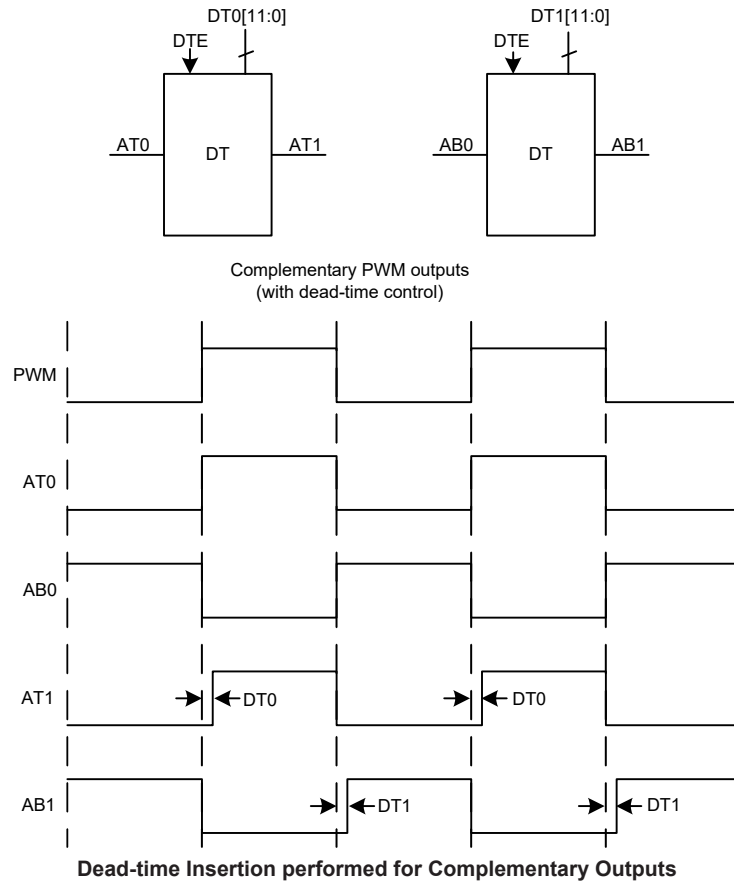 DT0[11:0]
DT1[11:0]
DTE
DTE
AT0
DT
AT1
AB0
DT
AB1
Complementary PWM outputs
(with dead-time control)
PWM
AT0
AB0
AT1
DT0
DT0
AB1
DT1
DT1
Dead-time Insertion performed for Complementary Outputs